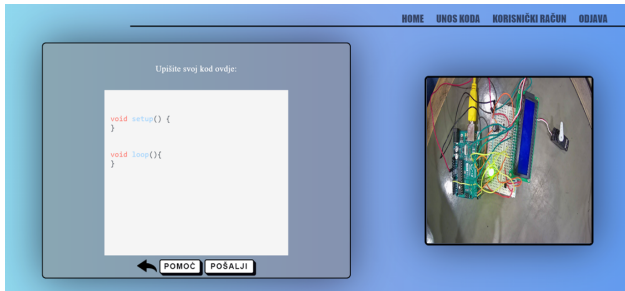 HOME UNOS KODA KORISNIČKI RAČUN ODJAVA
Upišite svoj kod ovdje:
void setup() {
}
void loop(){
}
POMOĆ POŠALJI